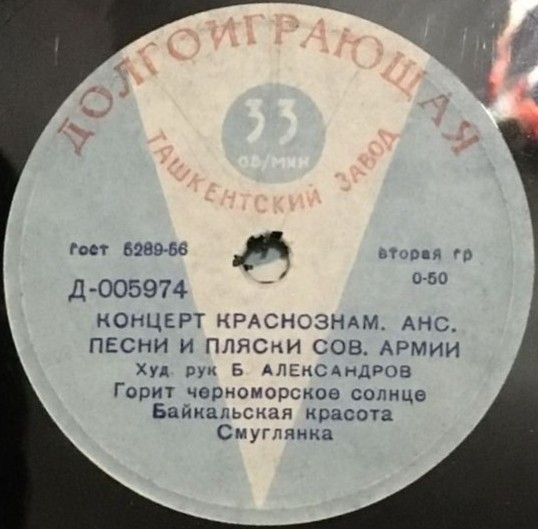 ДОЛГОИГРАЮЩАЯ
33
об/мин
ТАШКЕНТСКИЙ ЗАВОД
Гост 5289-56
вторая гр
Д-005974
0-50
КОНЦЕРТ КРАСНОЗНАМ. АНС.
ПЕСНИ И ПЛЯСКИ СОВ. АРМИИ
Худ рук Б АЛЕКСАНДРОВ
Горит черноморское солнце
Байкальская красота
Смуглянка